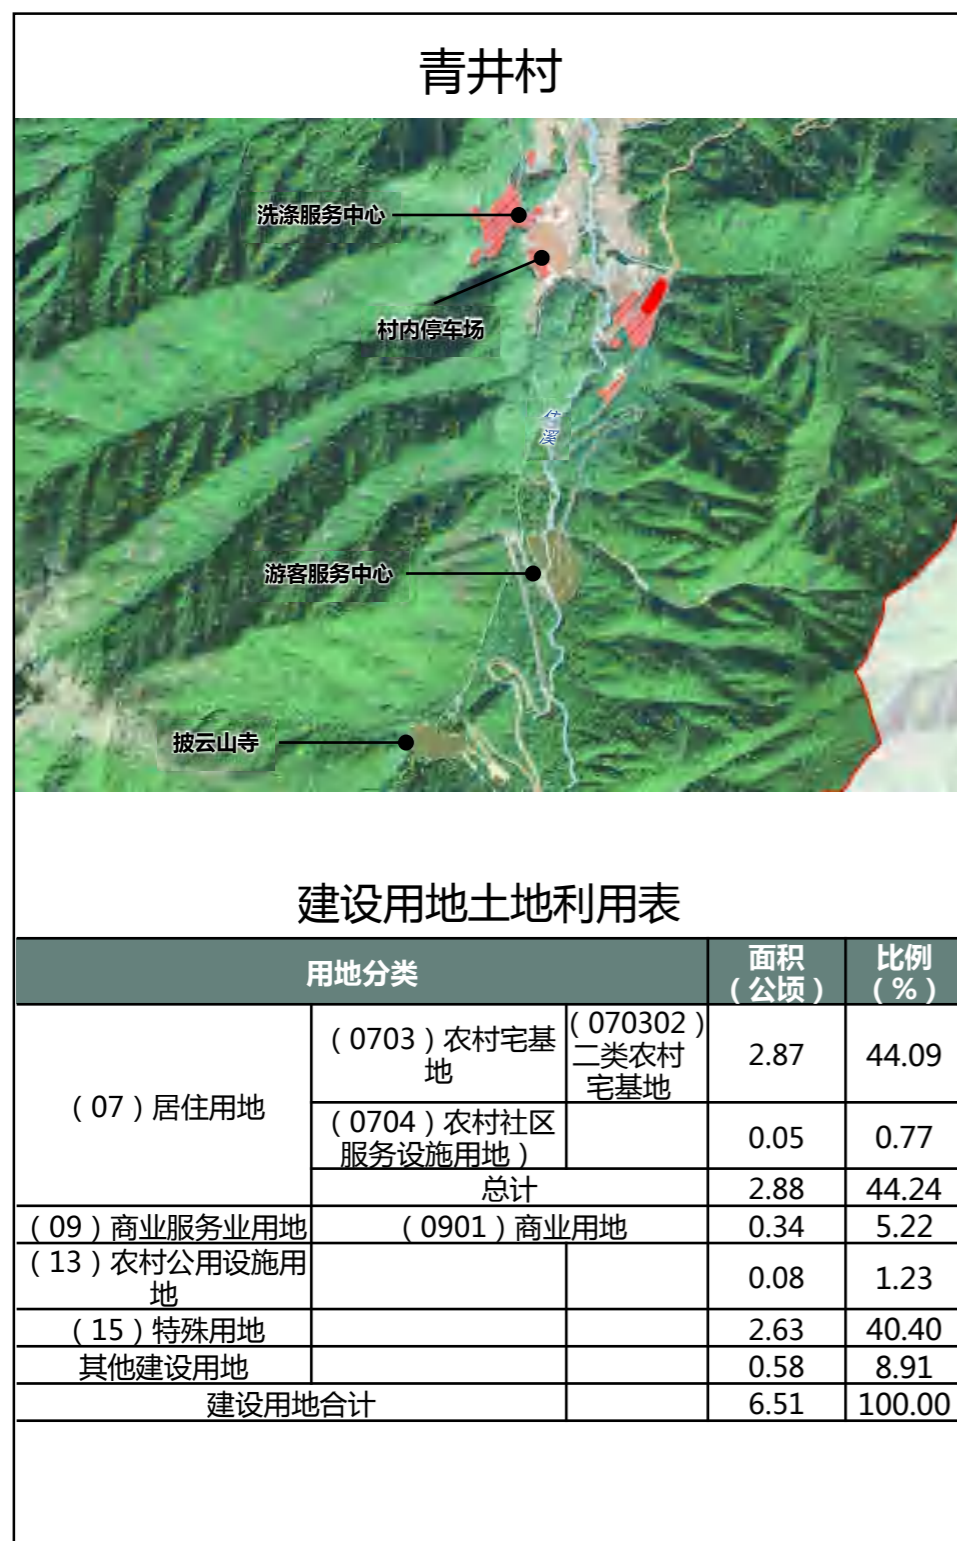 青井村
洗涤服务中心
村内停车场
溪
游客服务中心
披云山寺
建设用地土地利用表
用地分类 面积（公顷） 比例（%）
（07）居住用地 （0703）农村宅基地 （070302）二类农村宅基地 2.87 44.09
（0704）农村社区服务设施用地） 0.05 0.77
总计 2.88 44.24
（09）商业服务业用地 （0901）商业用地 0.34 5.22
（13）农村公用设施用地 0.08 1.23
（15）特殊用地 2.63 40.40
其他建设用地 0.58 8.91
建设用地合计 6.51 100.00